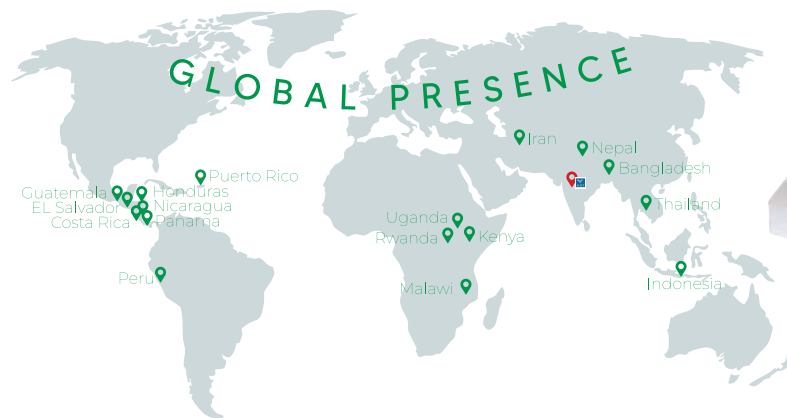 GLOBAL PRESENCE
Iran
Nepal
Bangladesh
Puerto Rico
Guatemala
Honduras
EL Salvador
Nicaragua
Thailand
Costa Rica
Panama
Uganda
Rwanda
Kenya
Peru
Malawi
Indonesia